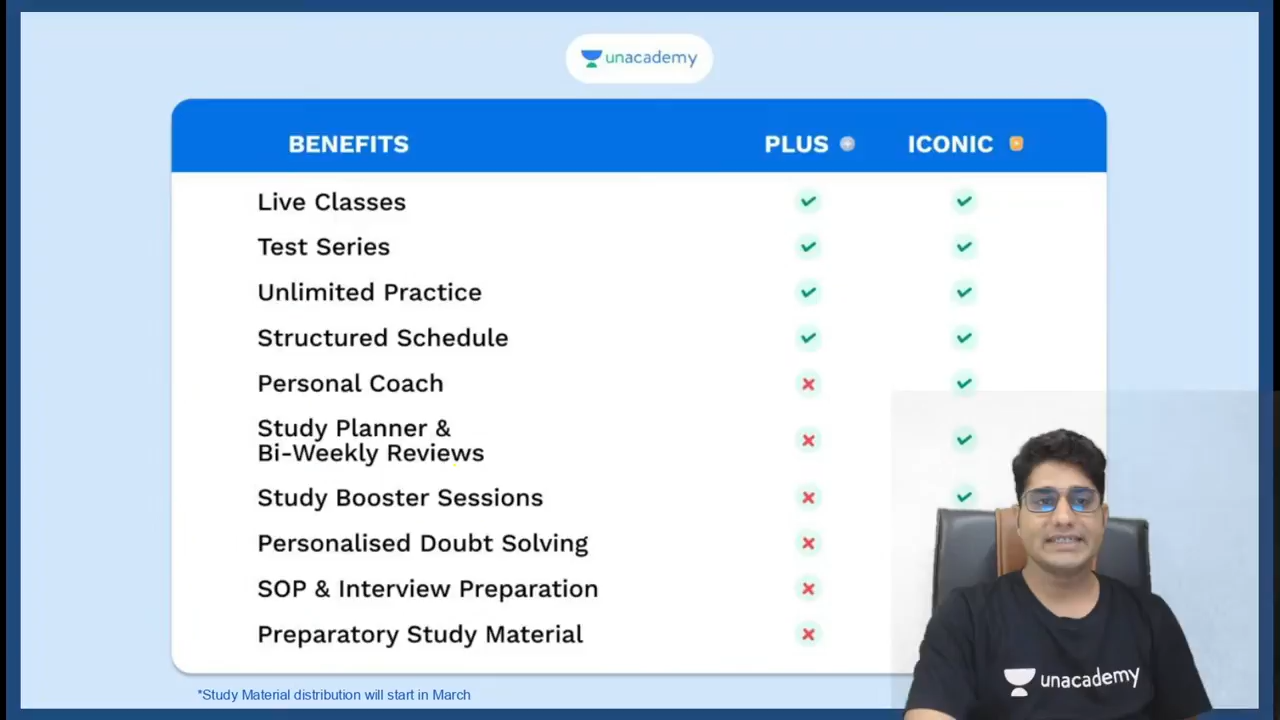 unacademy
BENEFITS PLUS ICONIC
Live Classes
Test Series
Unlimited Practice
Structured Schedule
Personal Coach
Study Planner &
Bi-Weekly Reviews
Study Booster Sessions
Personalised Doubt Solving
SOP & Interview Preparation
Preparatory Study Material
*Study Material distribution will start in March
unacademy